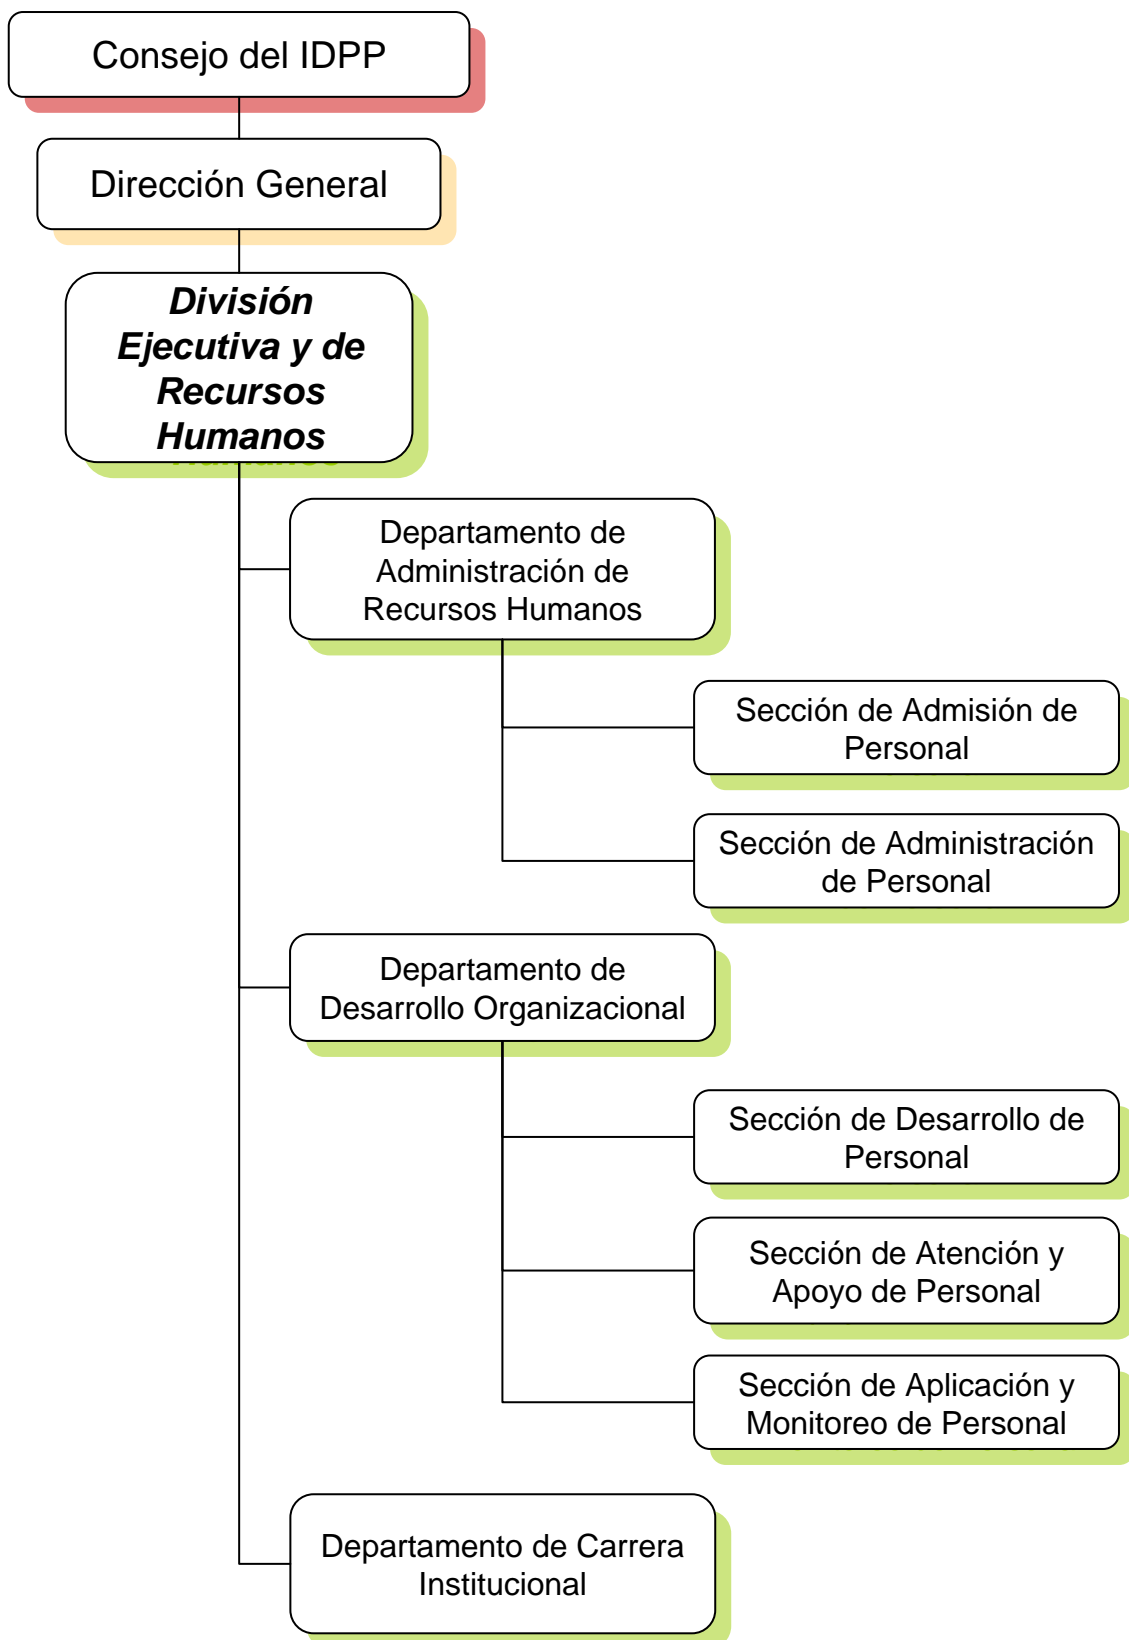 Consejo del IDPP
Dirección General
División
Ejecutiva y de
Recursos
Humanos
Departamento de
Administración de
Recursos Humanos
Sección de Admisión de
Personal
Sección de Administración
de Personal
Departamento de
Desarrollo Organizacional
Sección de Desarrollo de
Personal
Sección de Atención y
Apoyo de Personal
Sección de Aplicación y
Monitoreo de Personal
Departamento de Carrera
Institucional